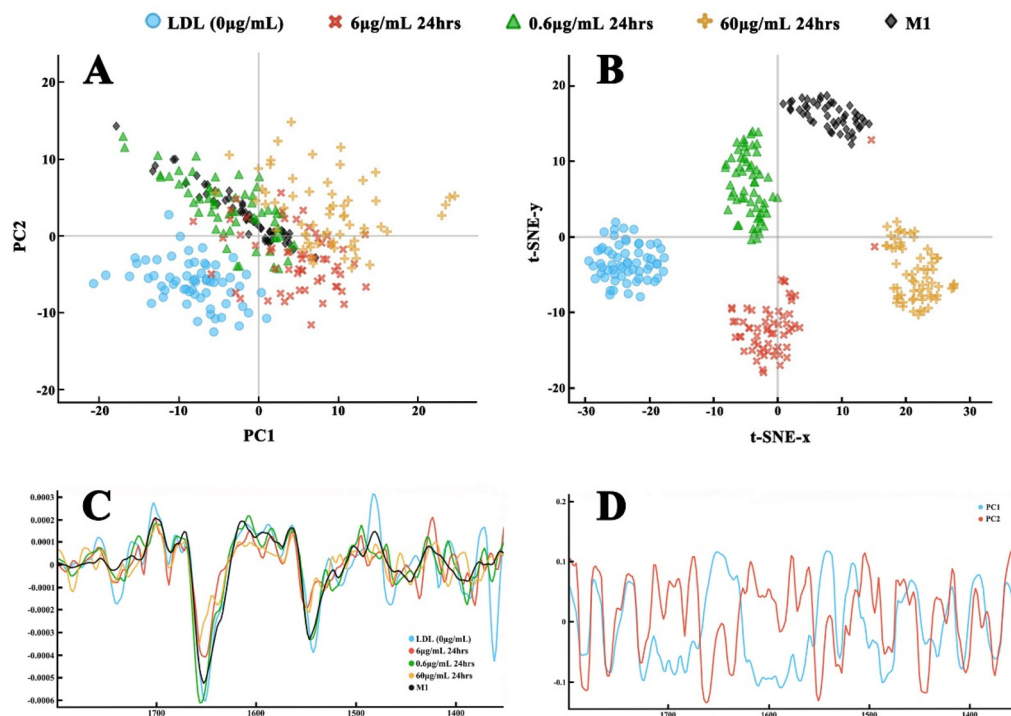 LDL (0µg/mL) 6µg/mL 24hrs 0.6µg/mL 24hrs 60µg/mL 24hrs M1
A
20
10
0
-10
-20
PC2
-20 -10 0 10 20
PC1
B
20
10
0
-10
-20
t-SNE-y
-30 -20 -10 0 10 20 30
t-SNE-x
C
0.0003
0.0002
0.0001
0
-0.0001
-0.0002
-0.0003
-0.0004
-0.0005
-0.0006
LDL (0µg/mL)
6µg/mL 24hrs
0.6µg/mL 24hrs
60µg/mL 24hrs
M1
1700 1600 1500 1400
D
PC1
PC2
0.2
0.1
0
-0.1
1700 1600 1500 1400